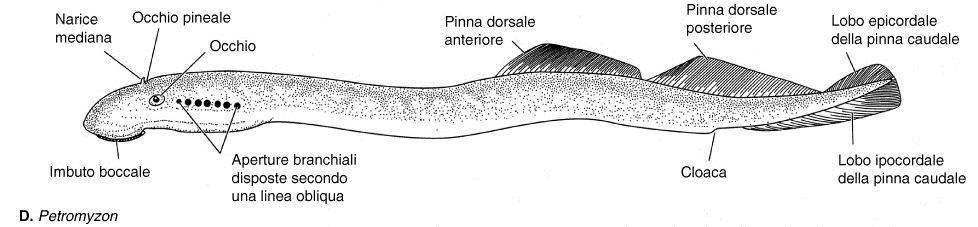 Narice
mediana
Occhio pineale
Occhio
Pinna dorsale
anteriore
Pinna dorsale
posteriore
Lobo epicordale
della pinna caudale
Imbuto boccale
Aperture branchiali
disposte secondo
una linea obliqua
Cloaca
Lobo ipocordale
della pinna caudale
D. Petromyzon